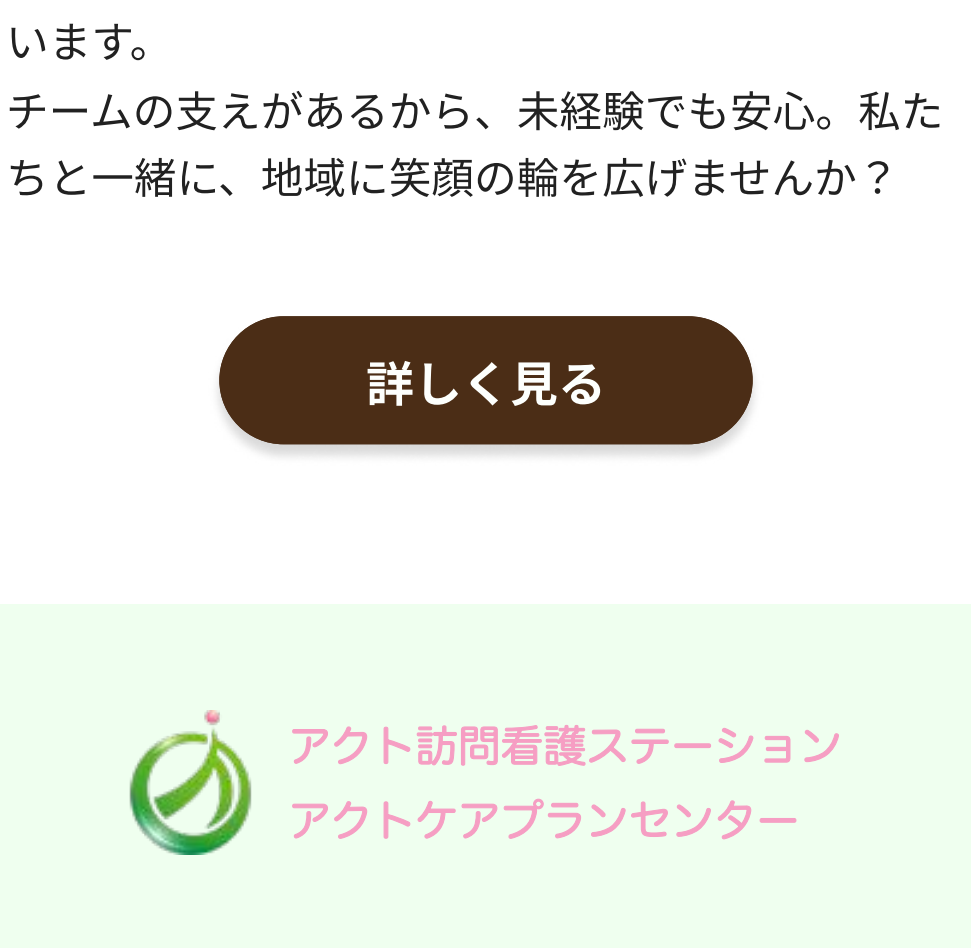 います。
チームの支えがあるから、未経験でも安心。私た
ちと一緒に、地域に笑顔の輪を広げませんか？
詳しく見る
アクト訪問看護ステーション
アクトケアプランセンター